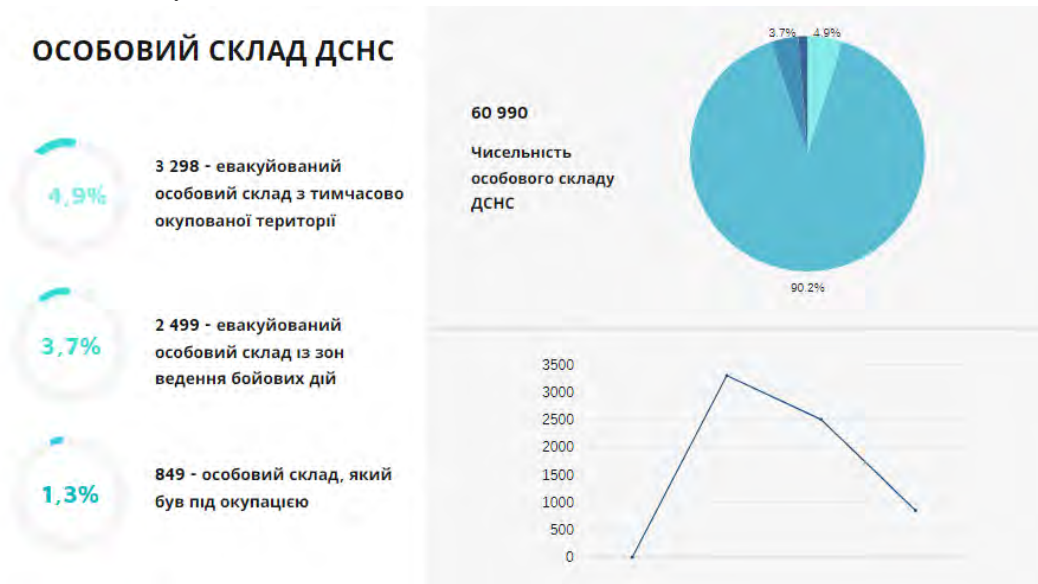 ОСОБОВИЙ СКЛАД ДСНС
4,9%
3 298 - евакуйований
особовий склад з тимчасово
окупованої території
3,7%
2 499 - евакуйований
особовий склад із зон
ведення бойових дій
1,3%
849 - особовий склад, який
був під окупацією
60 990
Чисельність
особового складу
ДСНС
3.7%
4.9%
90.2%
3500
3000
2500
2000
1500
1000
500
0